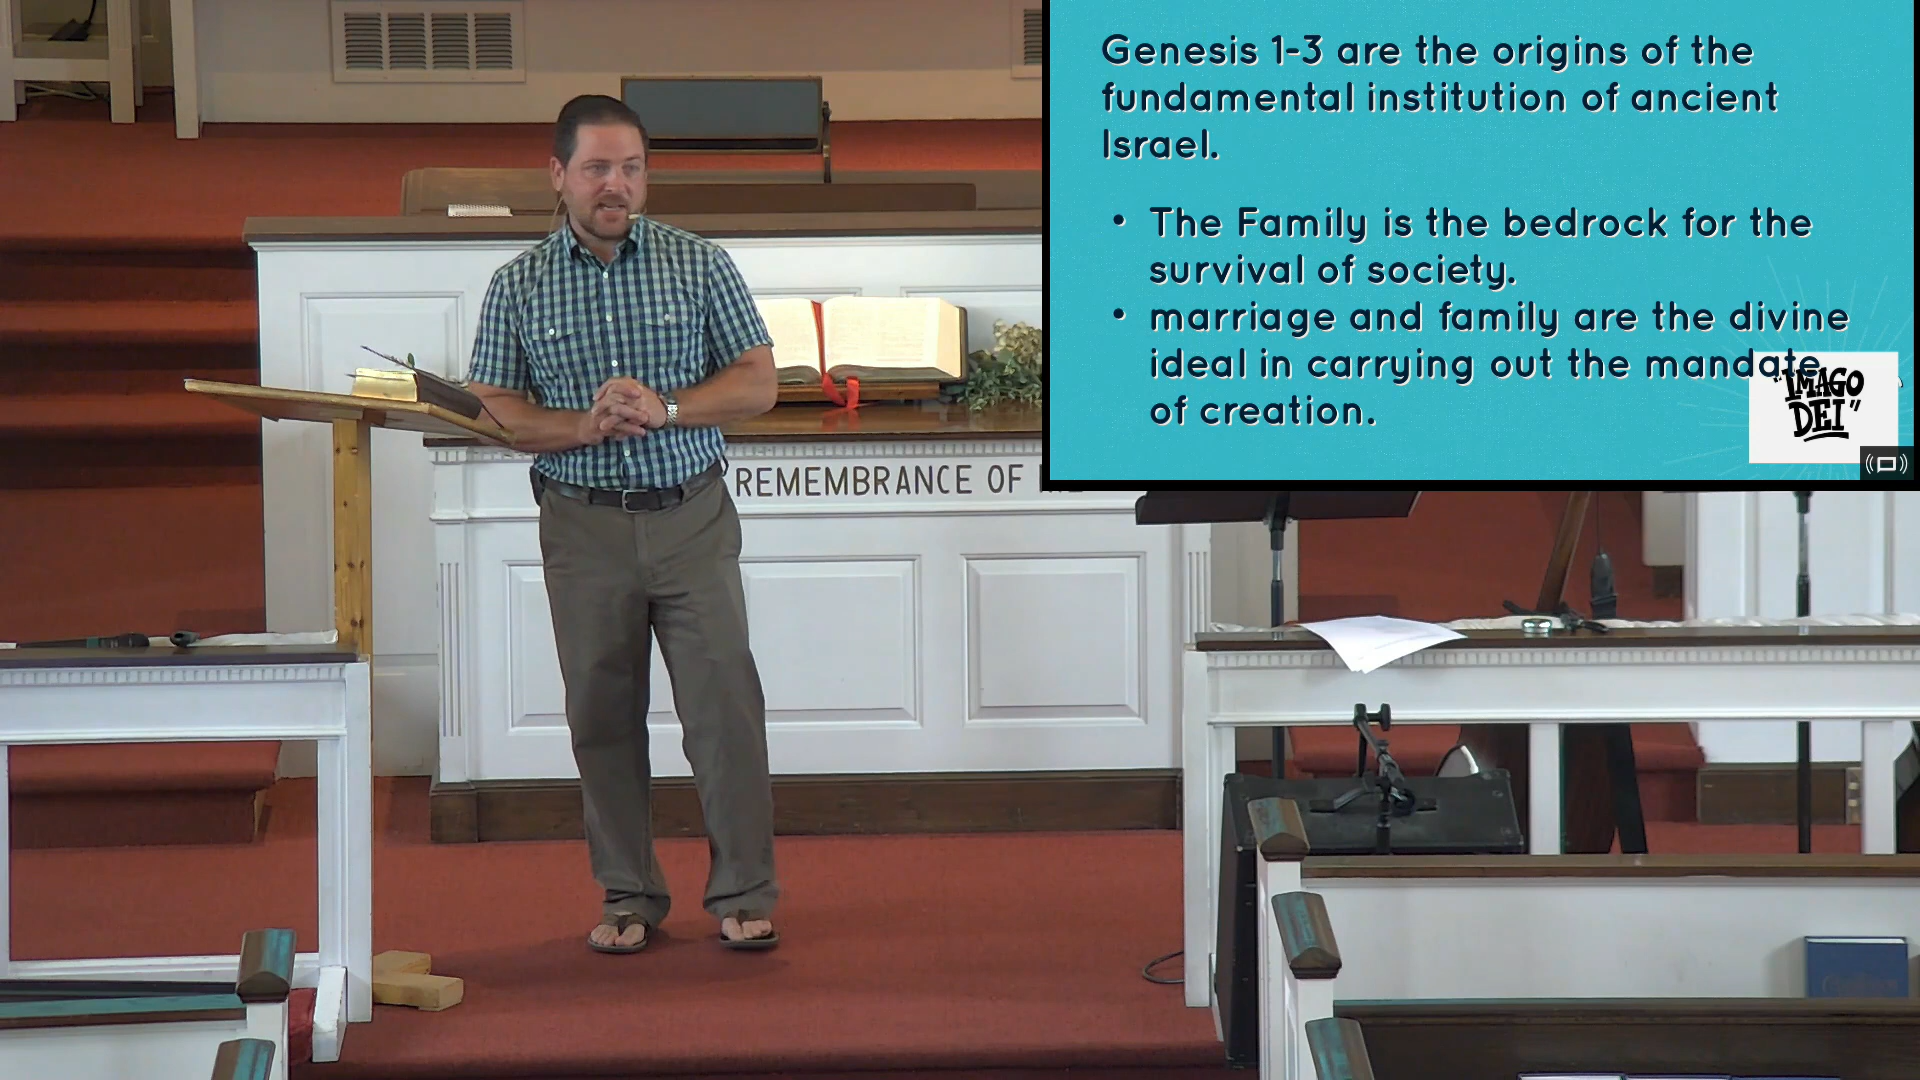 Genesis 1-3 are the origins of the
fundamental institution of ancient
Israel.
• The Family is the bedrock for the
survival of society.
• marriage and family are the divine
ideal in carrying out the mandate
of creation.
"IMAGO
DEI"
REMEMBRANCE OF